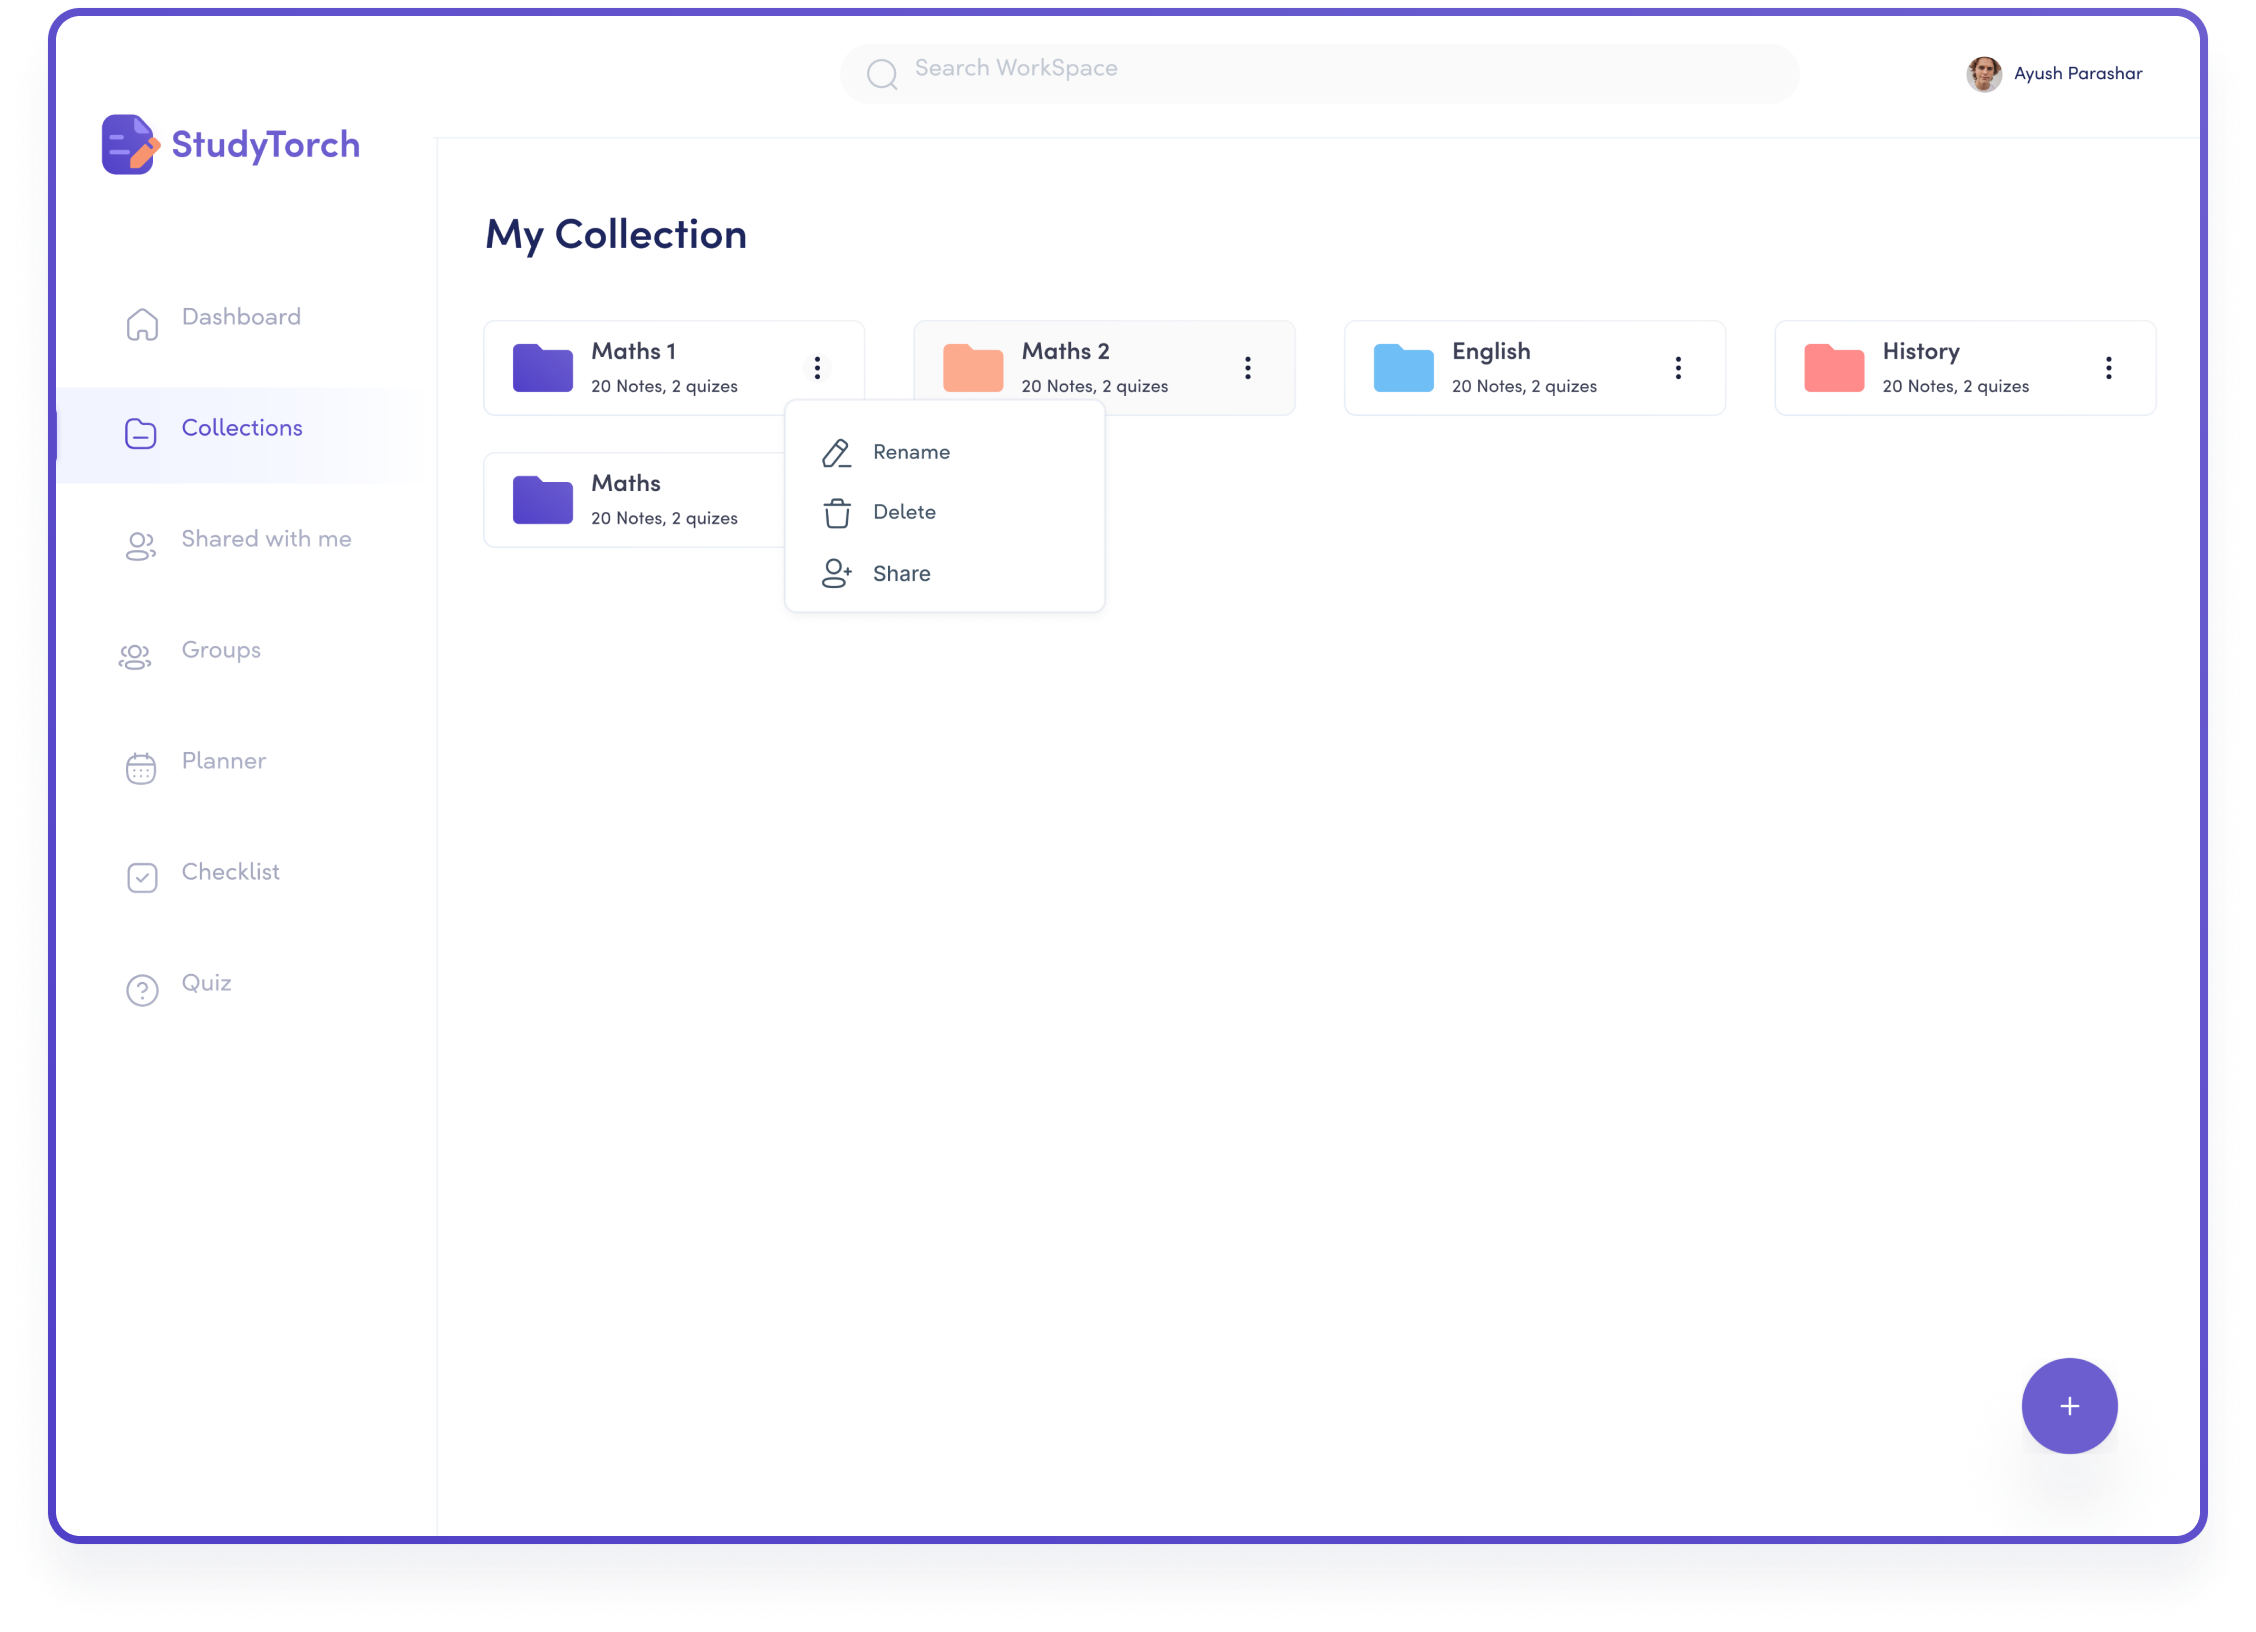 Search WorkSpace
Ayush Parashar
StudyTorch
My Collection
Dashboard
Collections
Shared with me
Groups
Planner
Checklist
Quiz
Maths 1
20 Notes, 2 quizes
Maths 2
20 Notes, 2 quizes
English
20 Notes, 2 quizes
History
20 Notes, 2 quizes
Maths
20 Notes, 2 quizes
Rename
Delete
Share